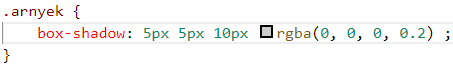 .arnyek {
    box-shadow: 5px 5px 10px rgba(0, 0, 0, 0.2) ;
}